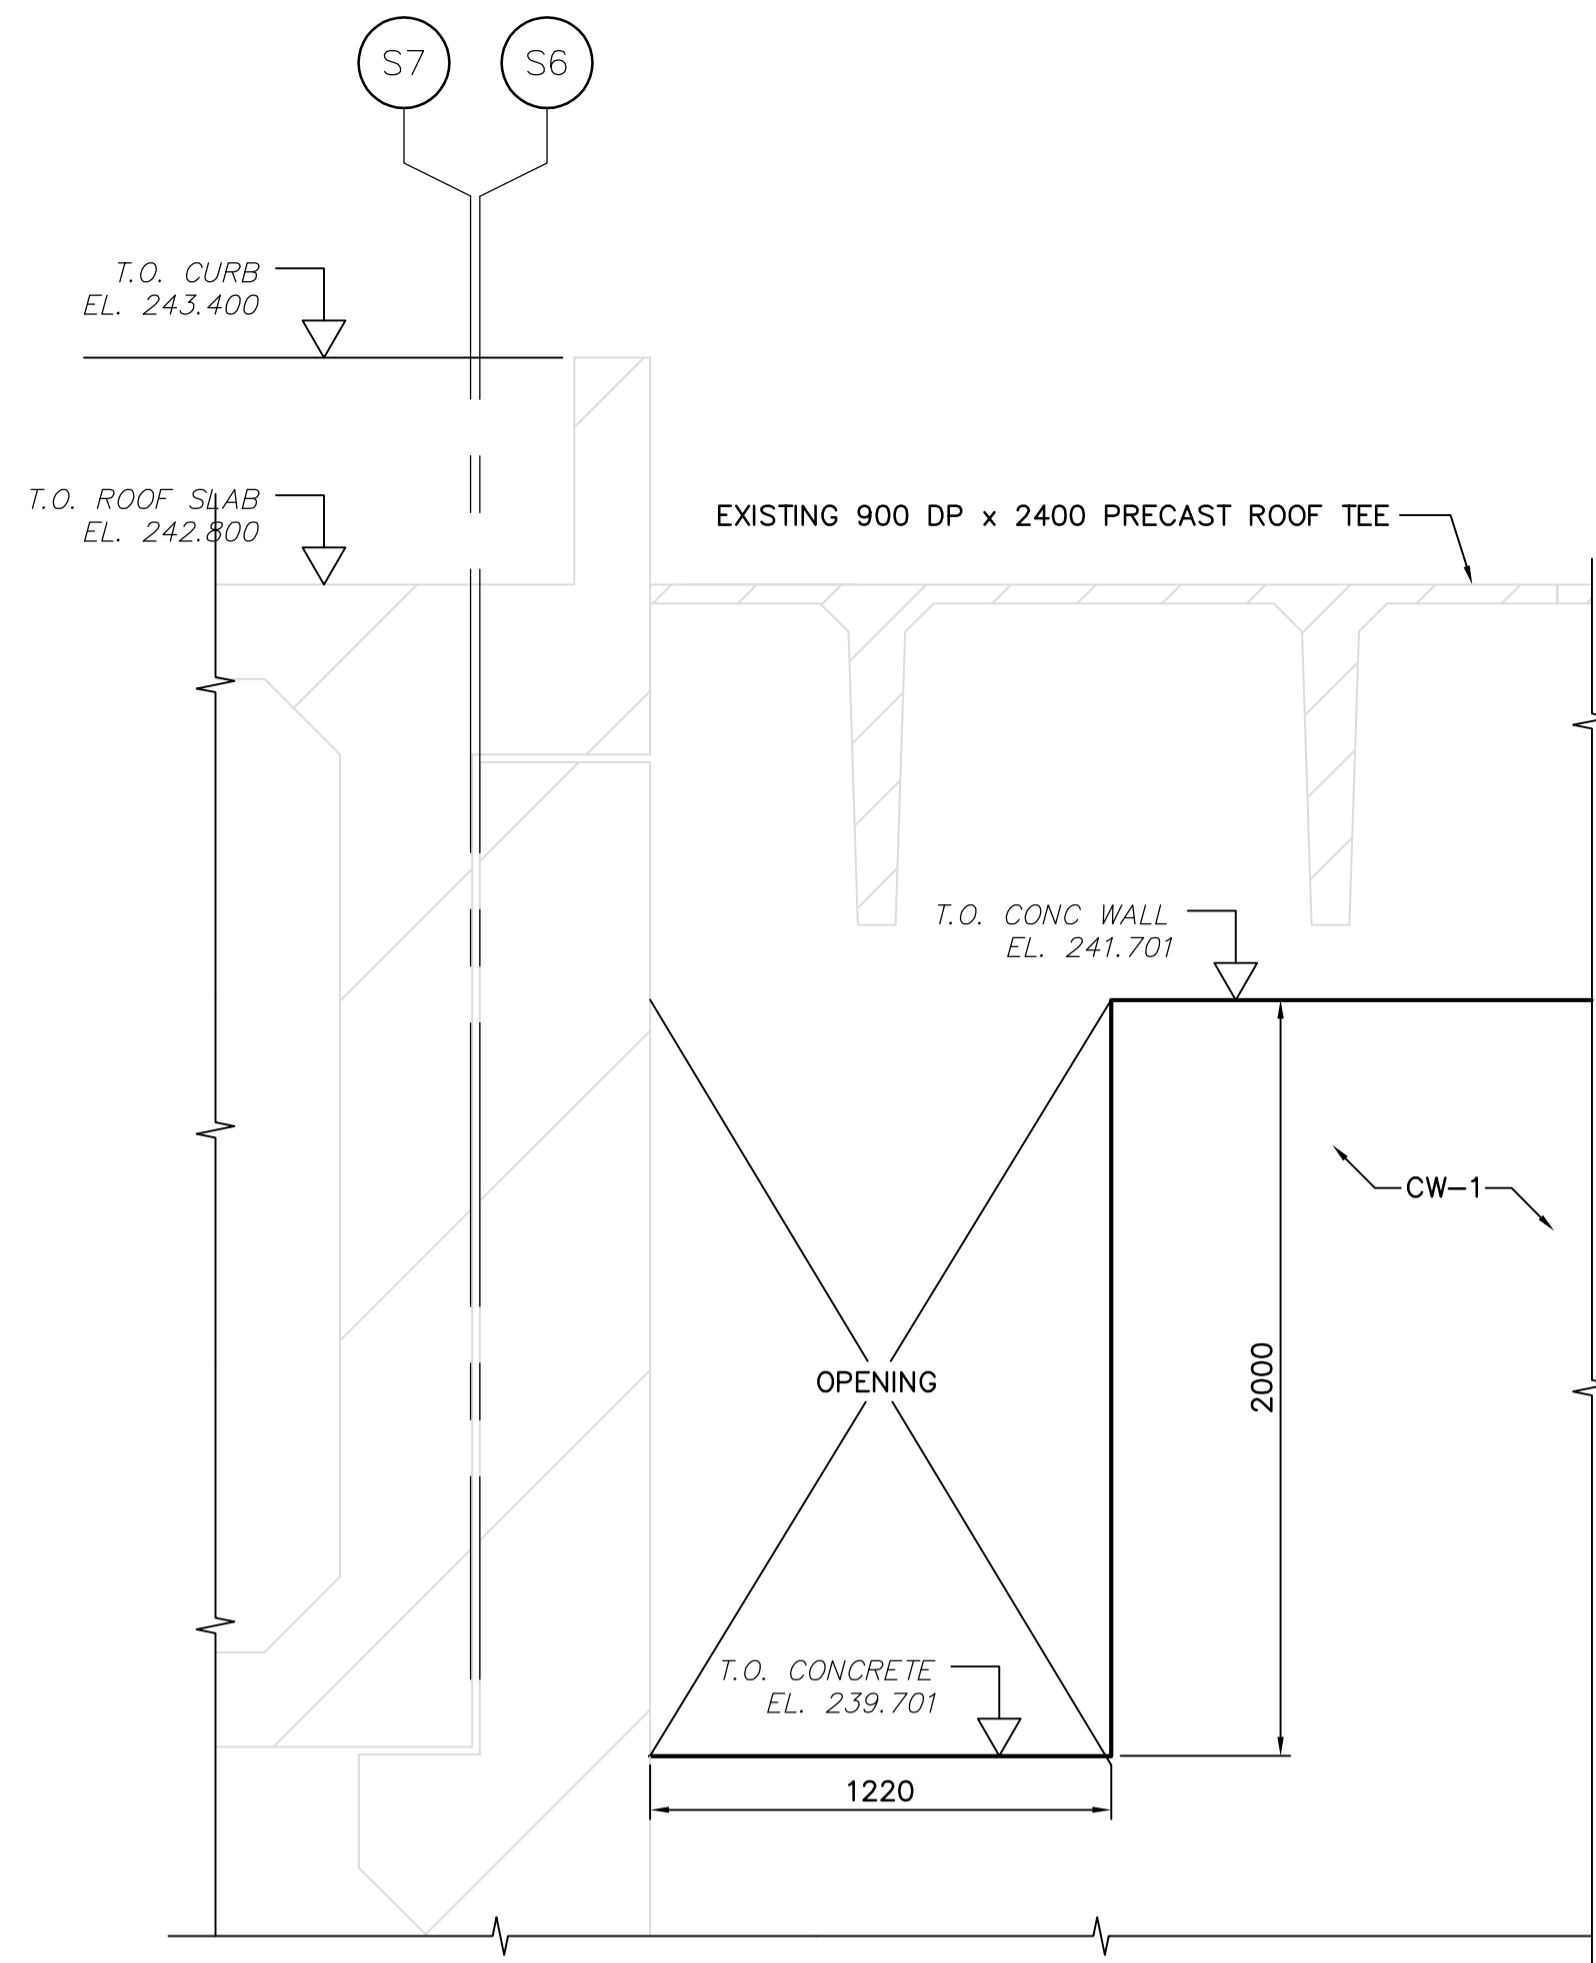 S7
S6
T.O. CURB
EL. 243.400
T.O. ROOF SLAB
EL. 242.800
EXISTING 900 DP x 2400 PRECAST ROOF TEE
T.O. CONC WALL
EL. 241.701
CW-1
2000
OPENING
T.O. CONCRETE
EL. 239.701
1220